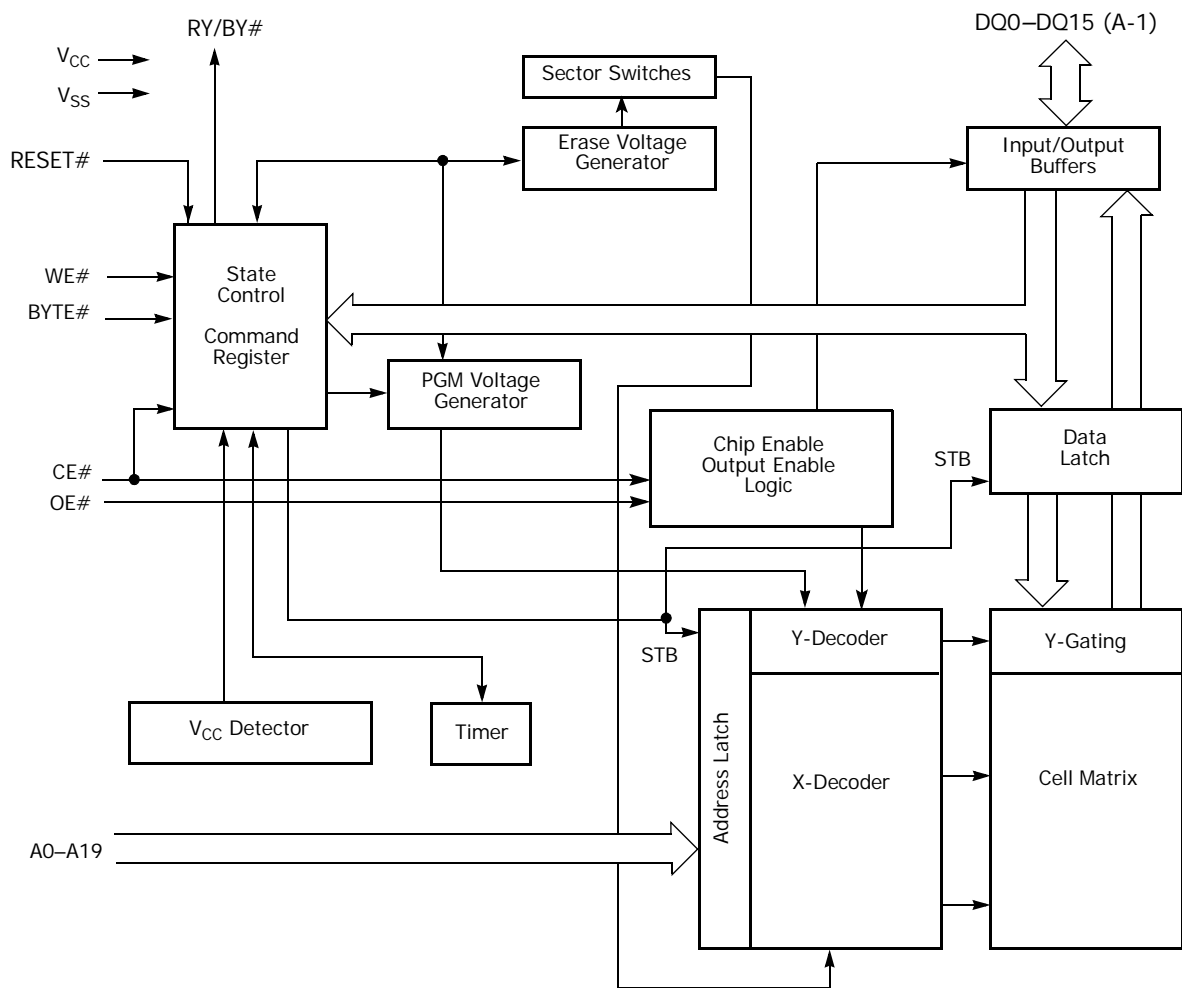 RY/BY#
DQ0–DQ15 (A-1)
VCC
VSS
Sector Switches
Erase Voltage
Generator
Input/Output
Buffers
RESET#
WE#
BYTE#
State
Control
Command
Register
PGM Voltage
Generator
Chip Enable
Output Enable
Logic
Data
Latch
STB
CE#
OE#
STB
Y-Decoder
Y-Gating
VCC Detector
Timer
Address Latch
X-Decoder
Cell Matrix
A0–A19